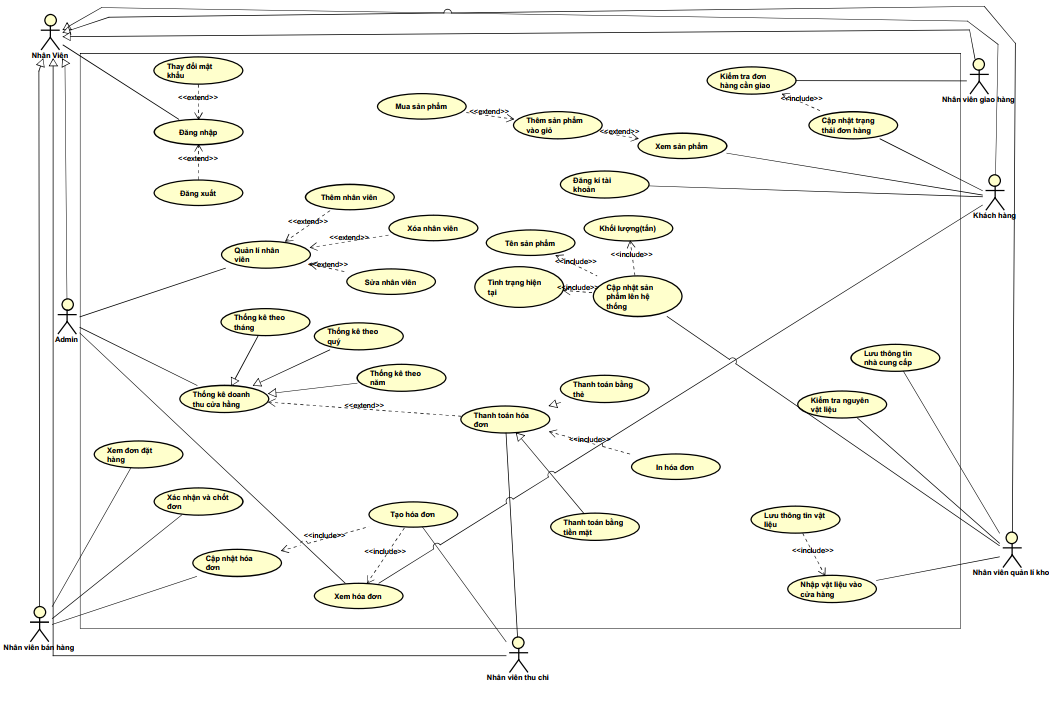 Nhân Viên
Thay đổi mật
khẩu
<<extend>>
Đăng nhập
<<extend>>
Đăng xuất
Mua sản phẩm
<<extend>>
Thêm sản phẩm
vào giỏ
<<extend>>
Xem sản phẩm
Kiểm tra đơn
hàng cần giao
<<include>>
Cập nhật trạng
thái đơn hàng
Nhân viên giao hàng
Đăng kí tài
khoản
Khách hàng
Thêm nhân viên
<<extend>>
Xóa nhân viên
<<extend>>
Quản lí nhân
viên
<<extend>>
Sửa nhân viên
Tên sản phẩm
Khối lượng(tấn)
<<include>>
<<include>>
Tình trạng hiện
tại
<<include>>
Cập nhật sản
phẩm lên hệ
thống
Admin
Thống kê theo
tháng
Thống kê theo
quý
Thống kê theo
năm
Thống kê doanh
thu cửa hằng
<<extend>>
Thanh toán hóa
đơn
Thanh toán bằng
thẻ
<<include>>
In hóa đơn
Thanh toán bằng
tiền mặt
Lưu thông tin
nhà cung cấp
Kiểm tra nguyên
vật liệu
Lưu thông tin vật
liệu
<<include>>
Nhập vật liệu vào
cửa hàng
Nhân viên quản lí kho
Xem đơn đặt
hàng
Xác nhận và chốt
đơn
Cập nhật hóa
đơn
Tạo hóa đơn
<<include>>
<<include>>
Xem hóa đơn
Nhân viên bán hàng
Nhân viên thu chi